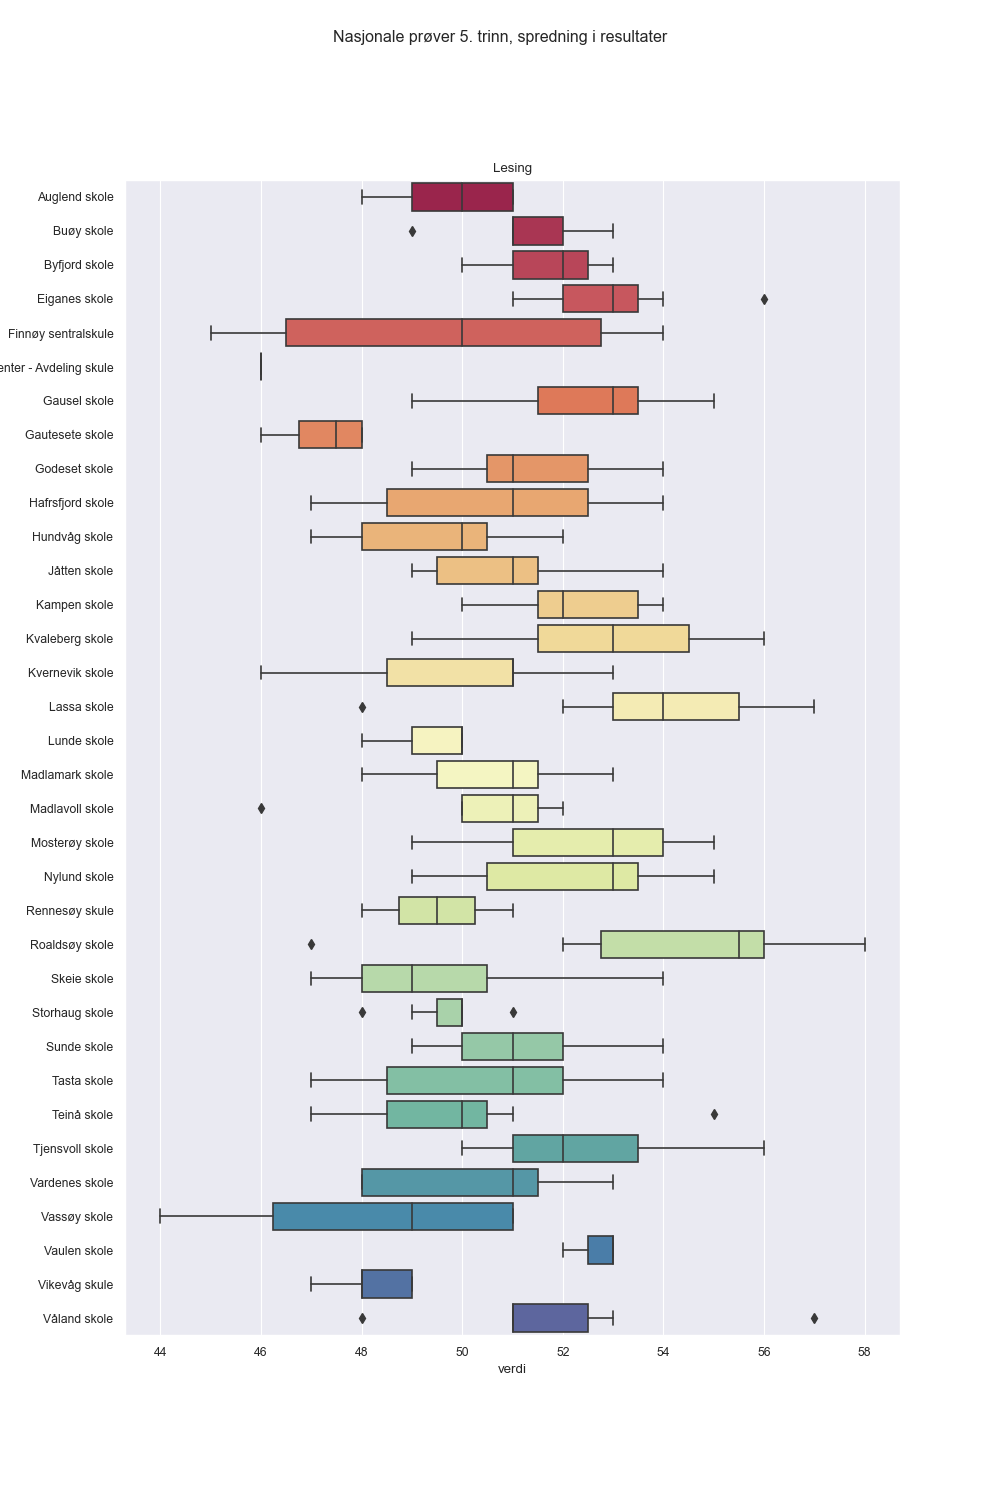 Nasjonale prøver 5. trinn, spredning i resultater
Lesing
Auglend skole
Buøy skole
Byfjord skole
Eiganes skole
Finnøy sentralskule
enter - Avdeling skule
Gausel skole
Gautesete skole
Godeset skole
Hafrsfjord skole
Hundvåg skole
Jåtten skole
Kampen skole
Kvaleberg skole
Kvernevik skole
Lassa skole
Lunde skole
Madlamark skole
Madlavoll skole
Mosterøy skole
Nylund skole
Rennesøy skule
Roaldsøy skole
Skeie skole
Storhaug skole
Sunde skole
Tasta skole
Teinå skole
Tjensvoll skole
Vardenes skole
Vassøy skole
Vaulen skole
Vikevåg skule
Våland skole
44 46 48 50 52 54 56 58
verdi